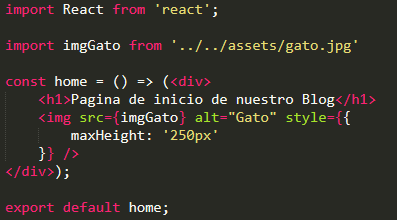 import React from 'react';
import imgGato from '../../assets/gato.jpg'
const home = () => (<div>
<h1>Pagina de inicio de nuestro Blog</h1>
<img src={imgGato} alt="Gato" style={{
maxHeight: '250px'
}} />
</div>);
export default home;